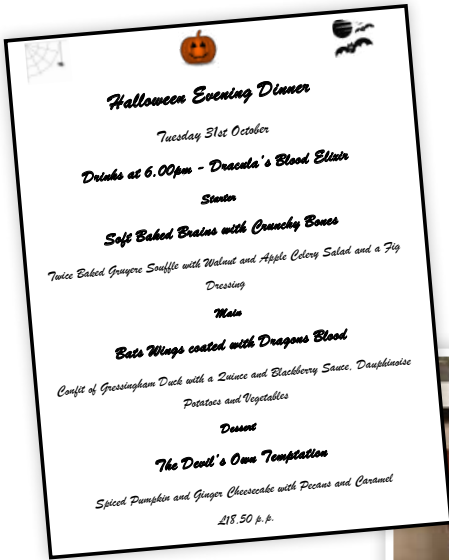 Halloween Evening Dinner
Tuesday 31st October
Drinks at 6.00pm - Dracula's Blood Elixir
Starter
Soft Baked Brains with Crunchy Bones
Twice Baked Gruyere Souffle with Walnut and Apple Celery Salad and a Fig
Dressing
Main
Bats Wings coated with Dragons Blood
Confit of Gressingham Duck with a Quince and Blackberry Sauce, Dauphinoise
Potatoes and Vegetables
Dessert
The Devil's Own Temptation
Spiced Pumpkin and Ginger Cheesecake with Pecans and Caramel
£18.50 p.p.